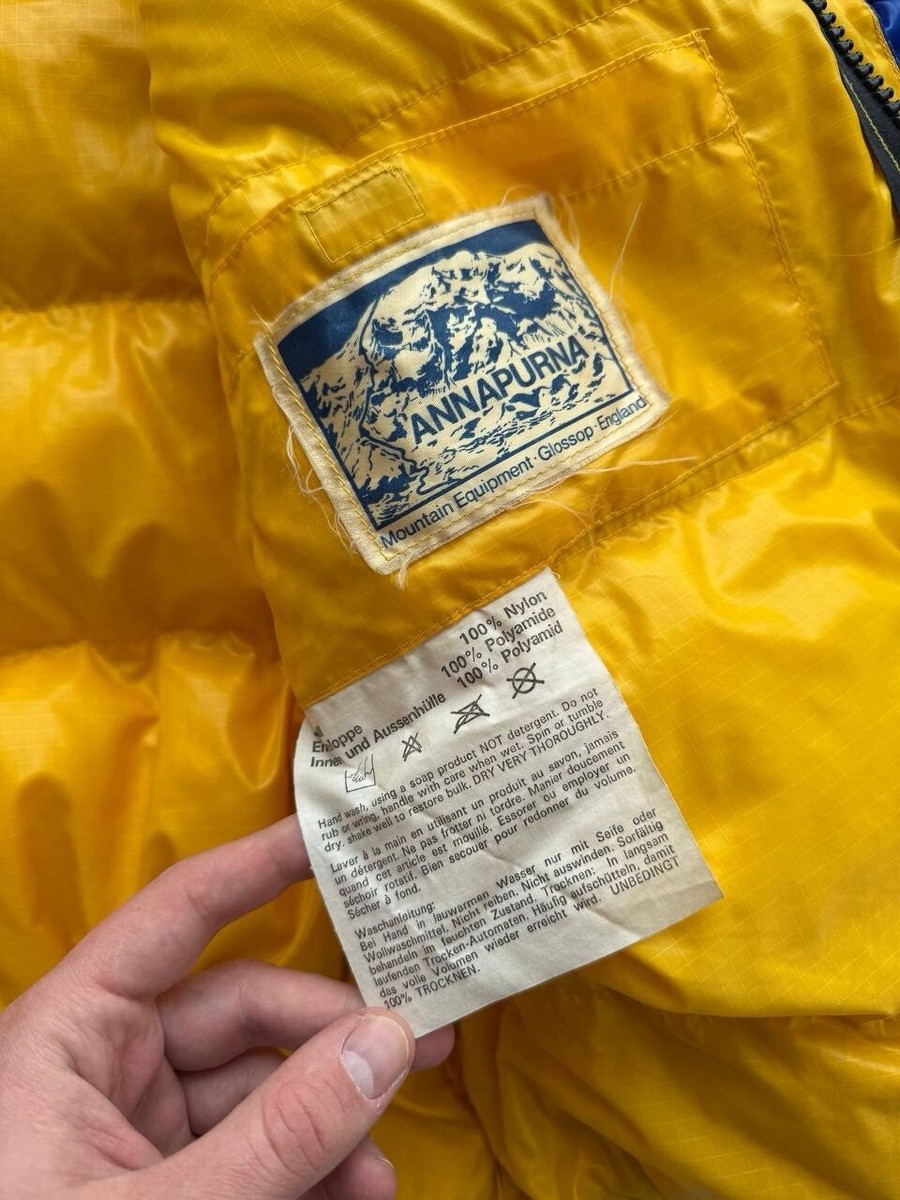 ANNAPURNA
Mountain Equipment · Glossop · England
100% Nylon
100% Polyamide
100% Polyamid
Inner und Aussenhülle
Hand wash, using a soap product NOT detergent. Do not
rub or wring, handle with care when wet. Spin or tumble
dry, shake well to restore bulk. DRY VERY THOROUGHLY.
Laver à la main en utilisant un produit au savon, jamais
un détergent. Ne pas frotter ni tordre. Manier doucement
quand cet article est mouillé. Essorer ou employer un
séchoir rotatif. Bien secouer pour redonner du volume.
Sécher à fond.
Waschanleitung:
Bei Hand in lauwarmen Wasser nur mit Seife oder
Wollwaschmittel. Nicht reiben. Nicht auswinden. Sorfältig
behandeln im feuchten Zustand. Trocknen: In langsam
laufenden Trocken-Automaten. Häufig aufschütteln, damit
das volle Volumen wieder erreicht wird. UNBEDINGT
100% TROCKNEN.